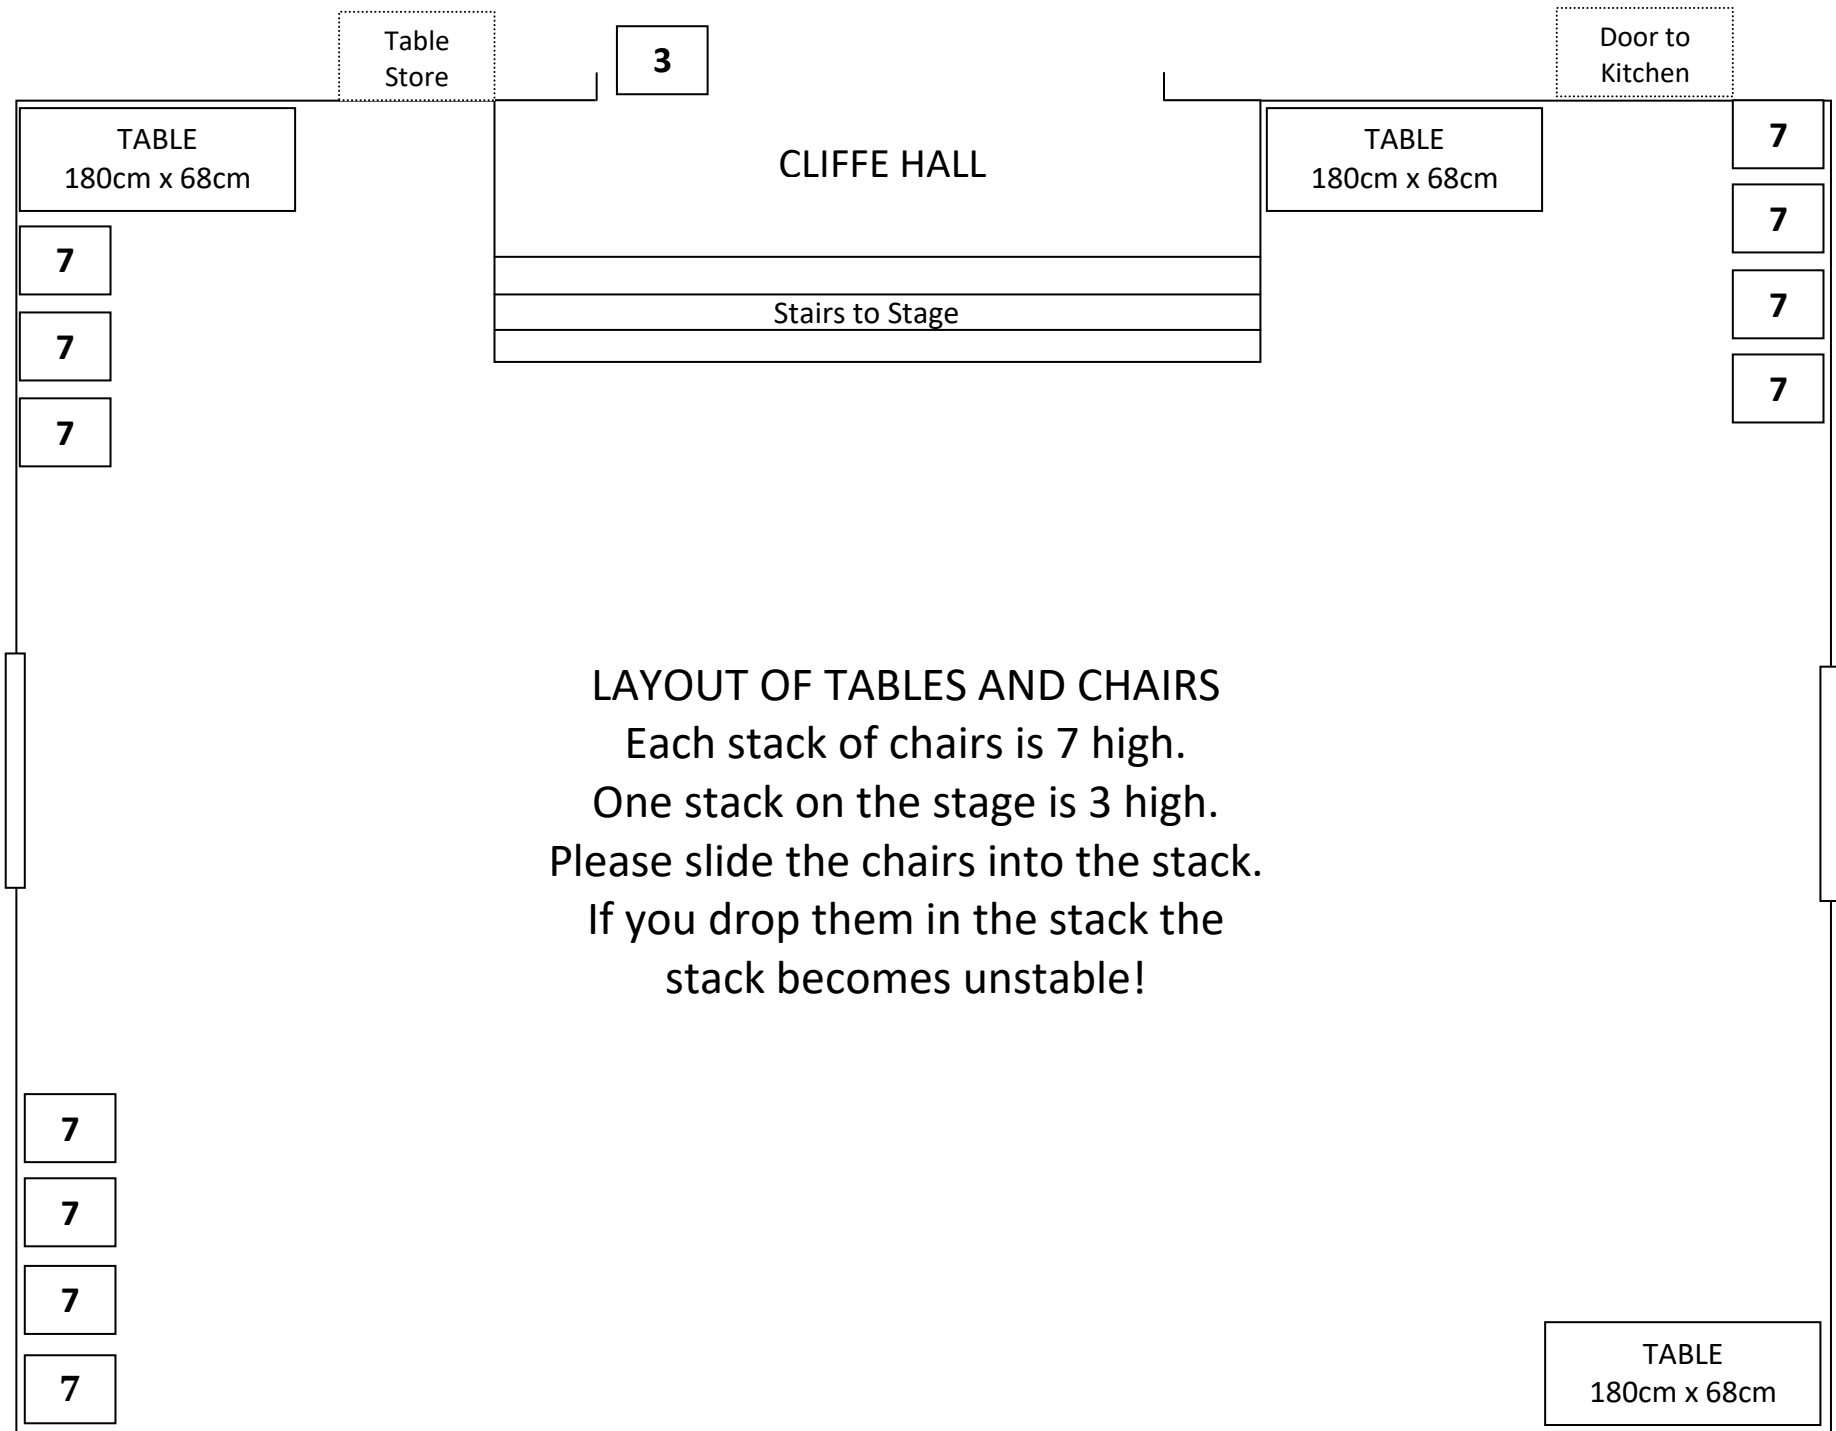 Table
Store
3
Door to
Kitchen
TABLE
180cm x 68cm
CLIFFE HALL
TABLE
180cm x 68cm
7
7
7
7
7
7
7
Stairs to Stage
LAYOUT OF TABLES AND CHAIRS
Each stack of chairs is 7 high.
One stack on the stage is 3 high.
Please slide the chairs into the stack.
If you drop them in the stack the
stack becomes unstable!
7
7
7
7
TABLE
180cm x 68cm